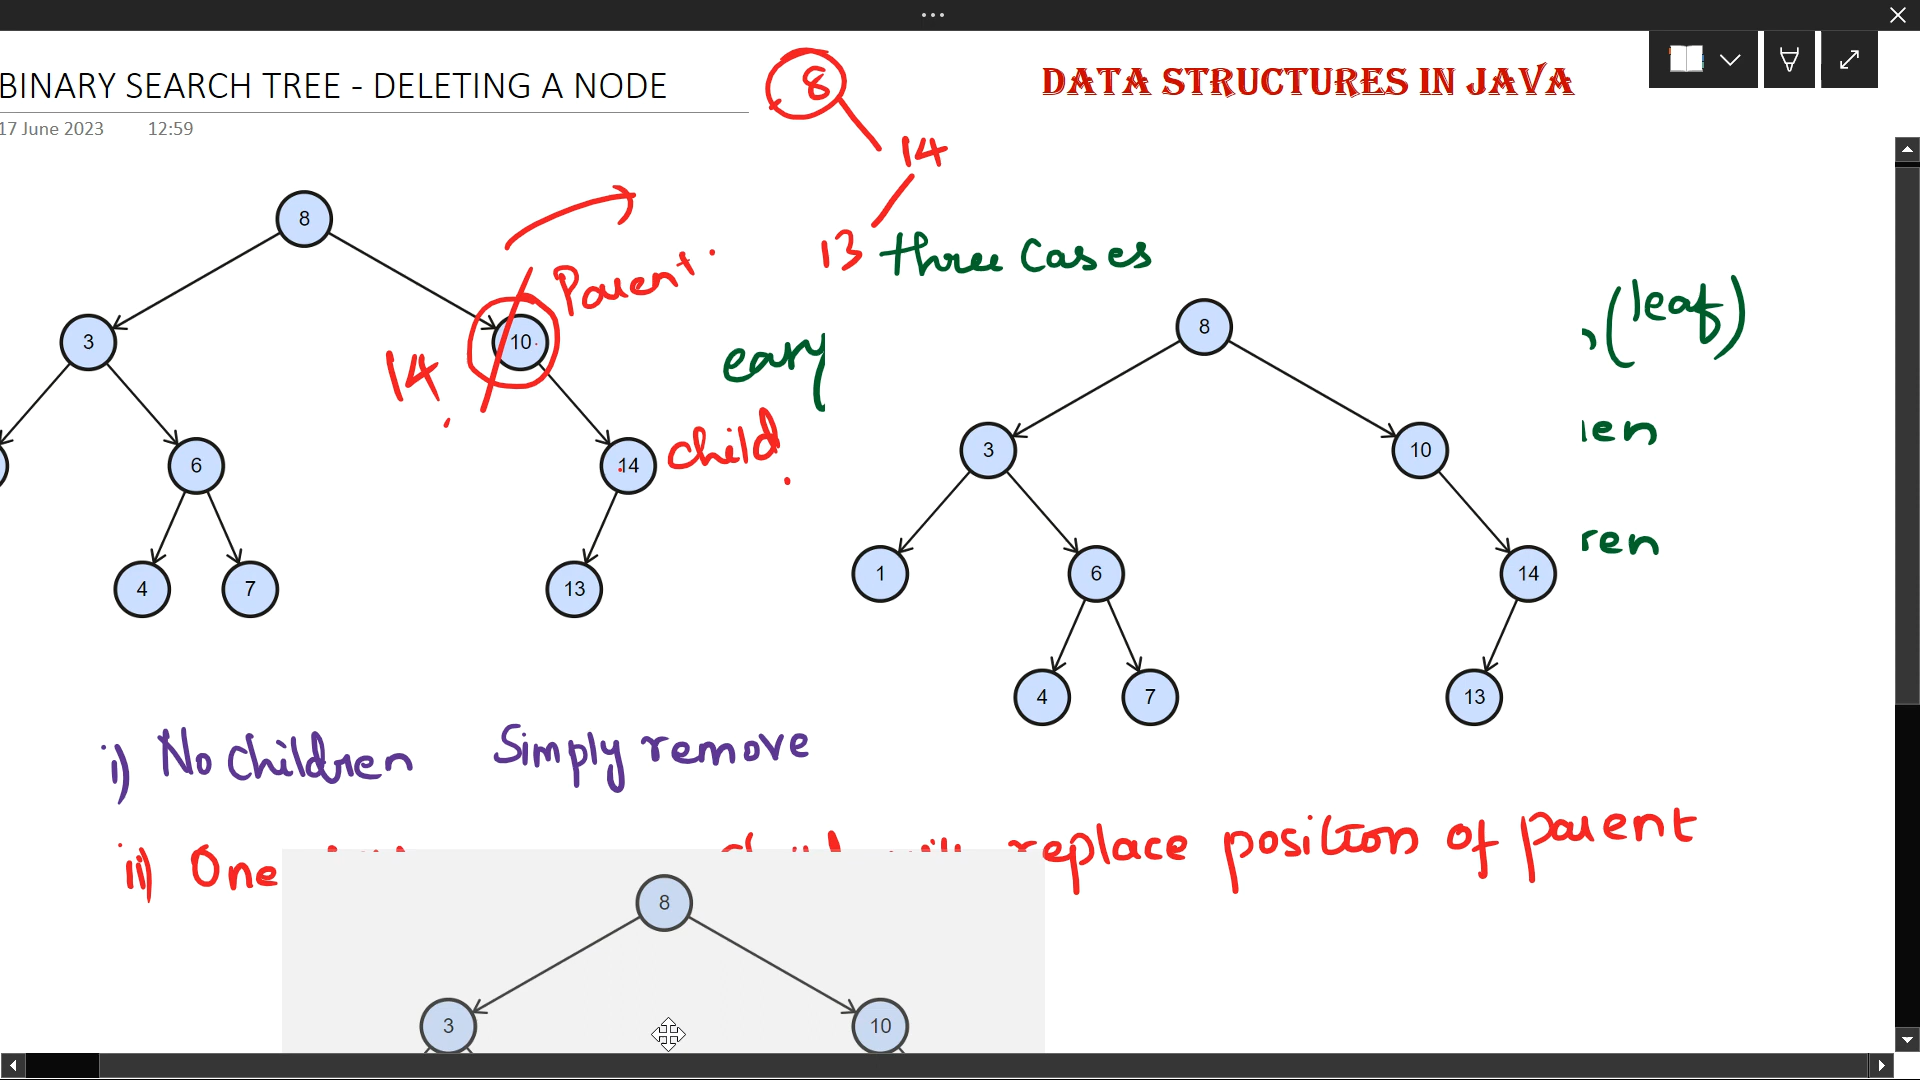 BINARY SEARCH TREE - DELETING A NODE
DATA STRUCTURES IN JAVA
17 June 2023 12:59
8
14
13
three Cases
8
Parent
3
10
14
easy
child
6
14
4
7
13
8
(leaf)
3
10
1
6
14
4
7
13
i) No Children Simply remove
ii) One replace position of parent
8
3
10